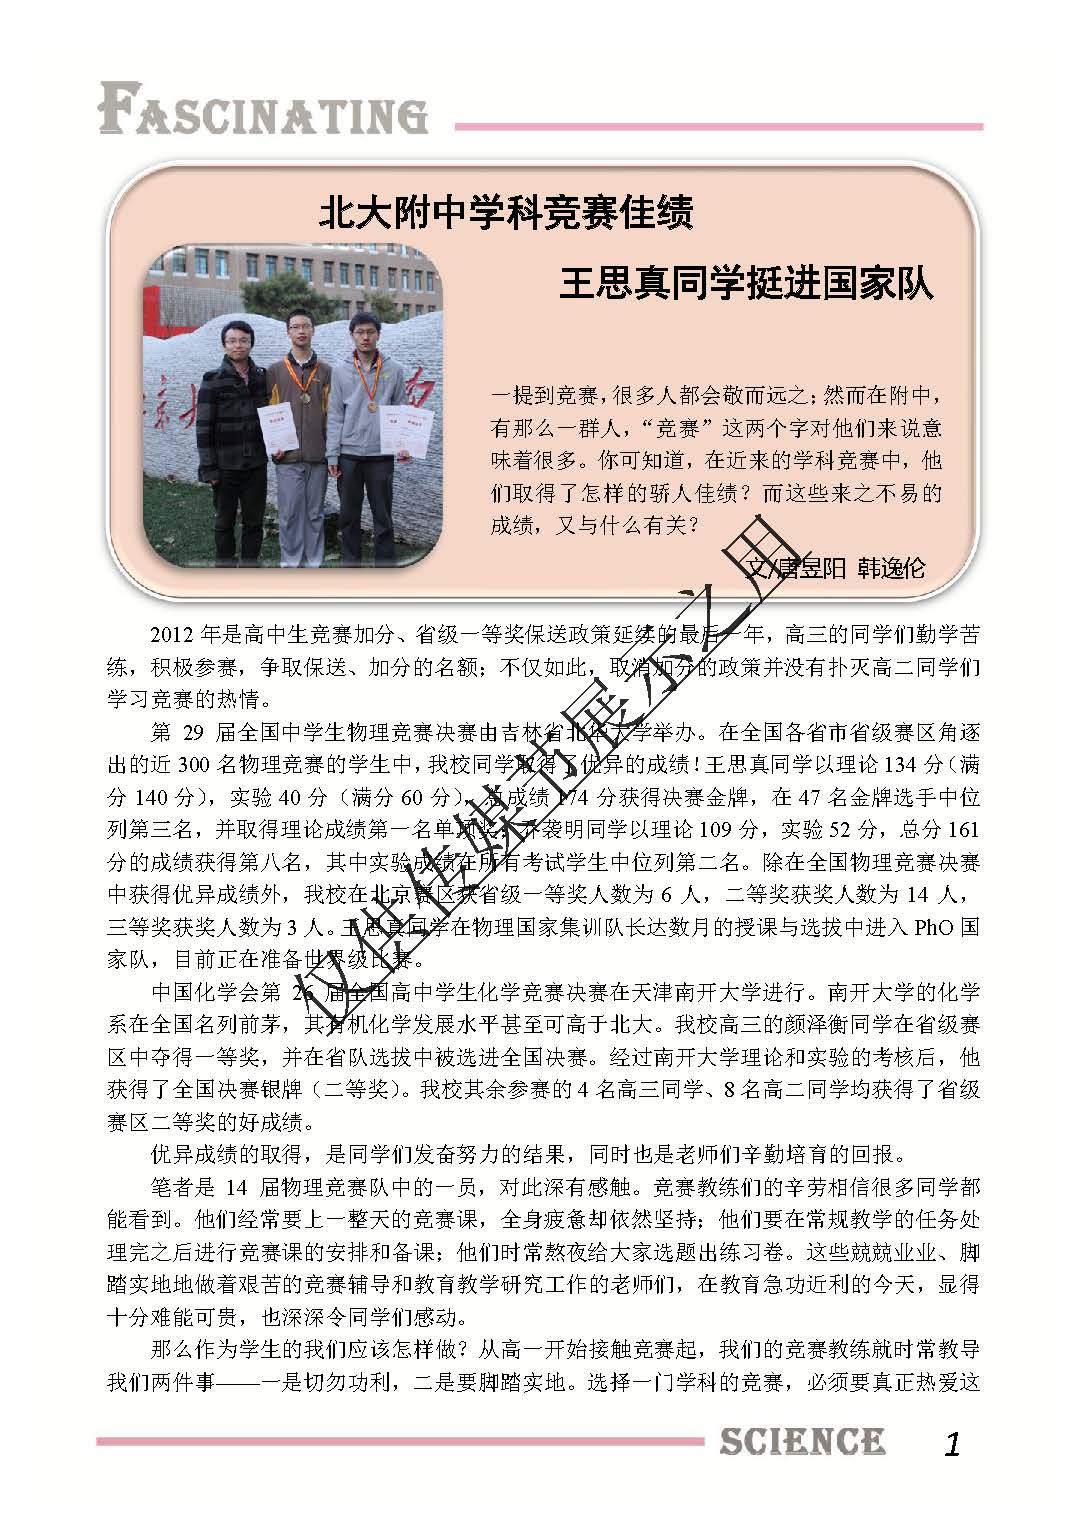 FASCINATING
北大附中学科竞赛佳绩
王思真同学挺进国家队
一提到竞赛，很多人都会敬而远之；然而在附中，
有那么一群人，“竞赛”这两个字对他们来说意
味着很多。你可知道，在近来的学科竞赛中，他
们取得了怎样的骄人佳绩？而这些来之不易的
成绩，又与什么有关？
文/唐昱阳 韩逸伦
2012 年是高中生竞赛加分、省级一等奖保送政策延续的最后一年，高三的同学们勤学苦
练，积极参赛，争取保送、加分的名额；不仅如此，取消加分的政策并没有扑灭高二同学们
学习竞赛的热情。
第 29 届全国中学生物理竞赛决赛由吉林省北华大学举办。在全国各省市省级赛区角逐
出的近 300 名物理竞赛的学生中，我校同学取得了优异的成绩！王思真同学以理论 134 分（满
分 140 分），实验 40 分（满分 60 分），总成绩 174 分获得决赛金牌，在 47 名金牌选手中位
列第三名，并取得理论成绩第一名单项奖；乔袭明同学以理论 109 分，实验 52 分，总分 161
分的成绩获得第八名，其中实验成绩在所有考试学生中位列第二名。除在全国物理竞赛决赛
中获得优异成绩外，我校在北京赛区获省级一等奖人数为 6 人，二等奖获奖人数为 14 人，
三等奖获奖人数为 3 人。王思真同学在物理国家集训队长达数月的授课与选拔中进入 PhO 国
家队，目前正在准备世界级比赛。
中国化学会第 26 届全国高中学生化学竞赛决赛在天津南开大学进行。南开大学的化学
系在全国名列前茅，其有机化学发展水平甚至可高于北大。我校高三的颜泽衡同学在省级赛
区中夺得一等奖，并在省队选拔中被选进全国决赛。经过南开大学理论和实验的考核后，他
获得了全国决赛银牌（二等奖）。我校其余参赛的 4 名高三同学、8 名高二同学均获得了省级
赛区二等奖的好成绩。
优异成绩的取得，是同学们发奋努力的结果，同时也是老师们辛勤培育的回报。
笔者是 14 届物理竞赛队中的一员，对此深有感触。竞赛教练们的辛劳相信很多同学都
能看到。他们经常要上一整天的竞赛课，全身疲惫却依然坚持；他们要在常规教学的任务处
理完之后进行竞赛课的安排和备课；他们时常熬夜给大家选题出练习卷。这些兢兢业业、脚
踏实地地做着艰苦的竞赛辅导和教育教学研究工作的老师们，在教育急功近利的今天，显得
十分难能可贵，也深深令同学们感动。
那么作为学生的我们应该怎样做？从高一开始接触竞赛起，我们的竞赛教练就时常教导
我们两件事——一是切勿功利，二是要脚踏实地。选择一门学科的竞赛，必须要真正热爱这
仅供传媒书展示之用
SCIENCE 1